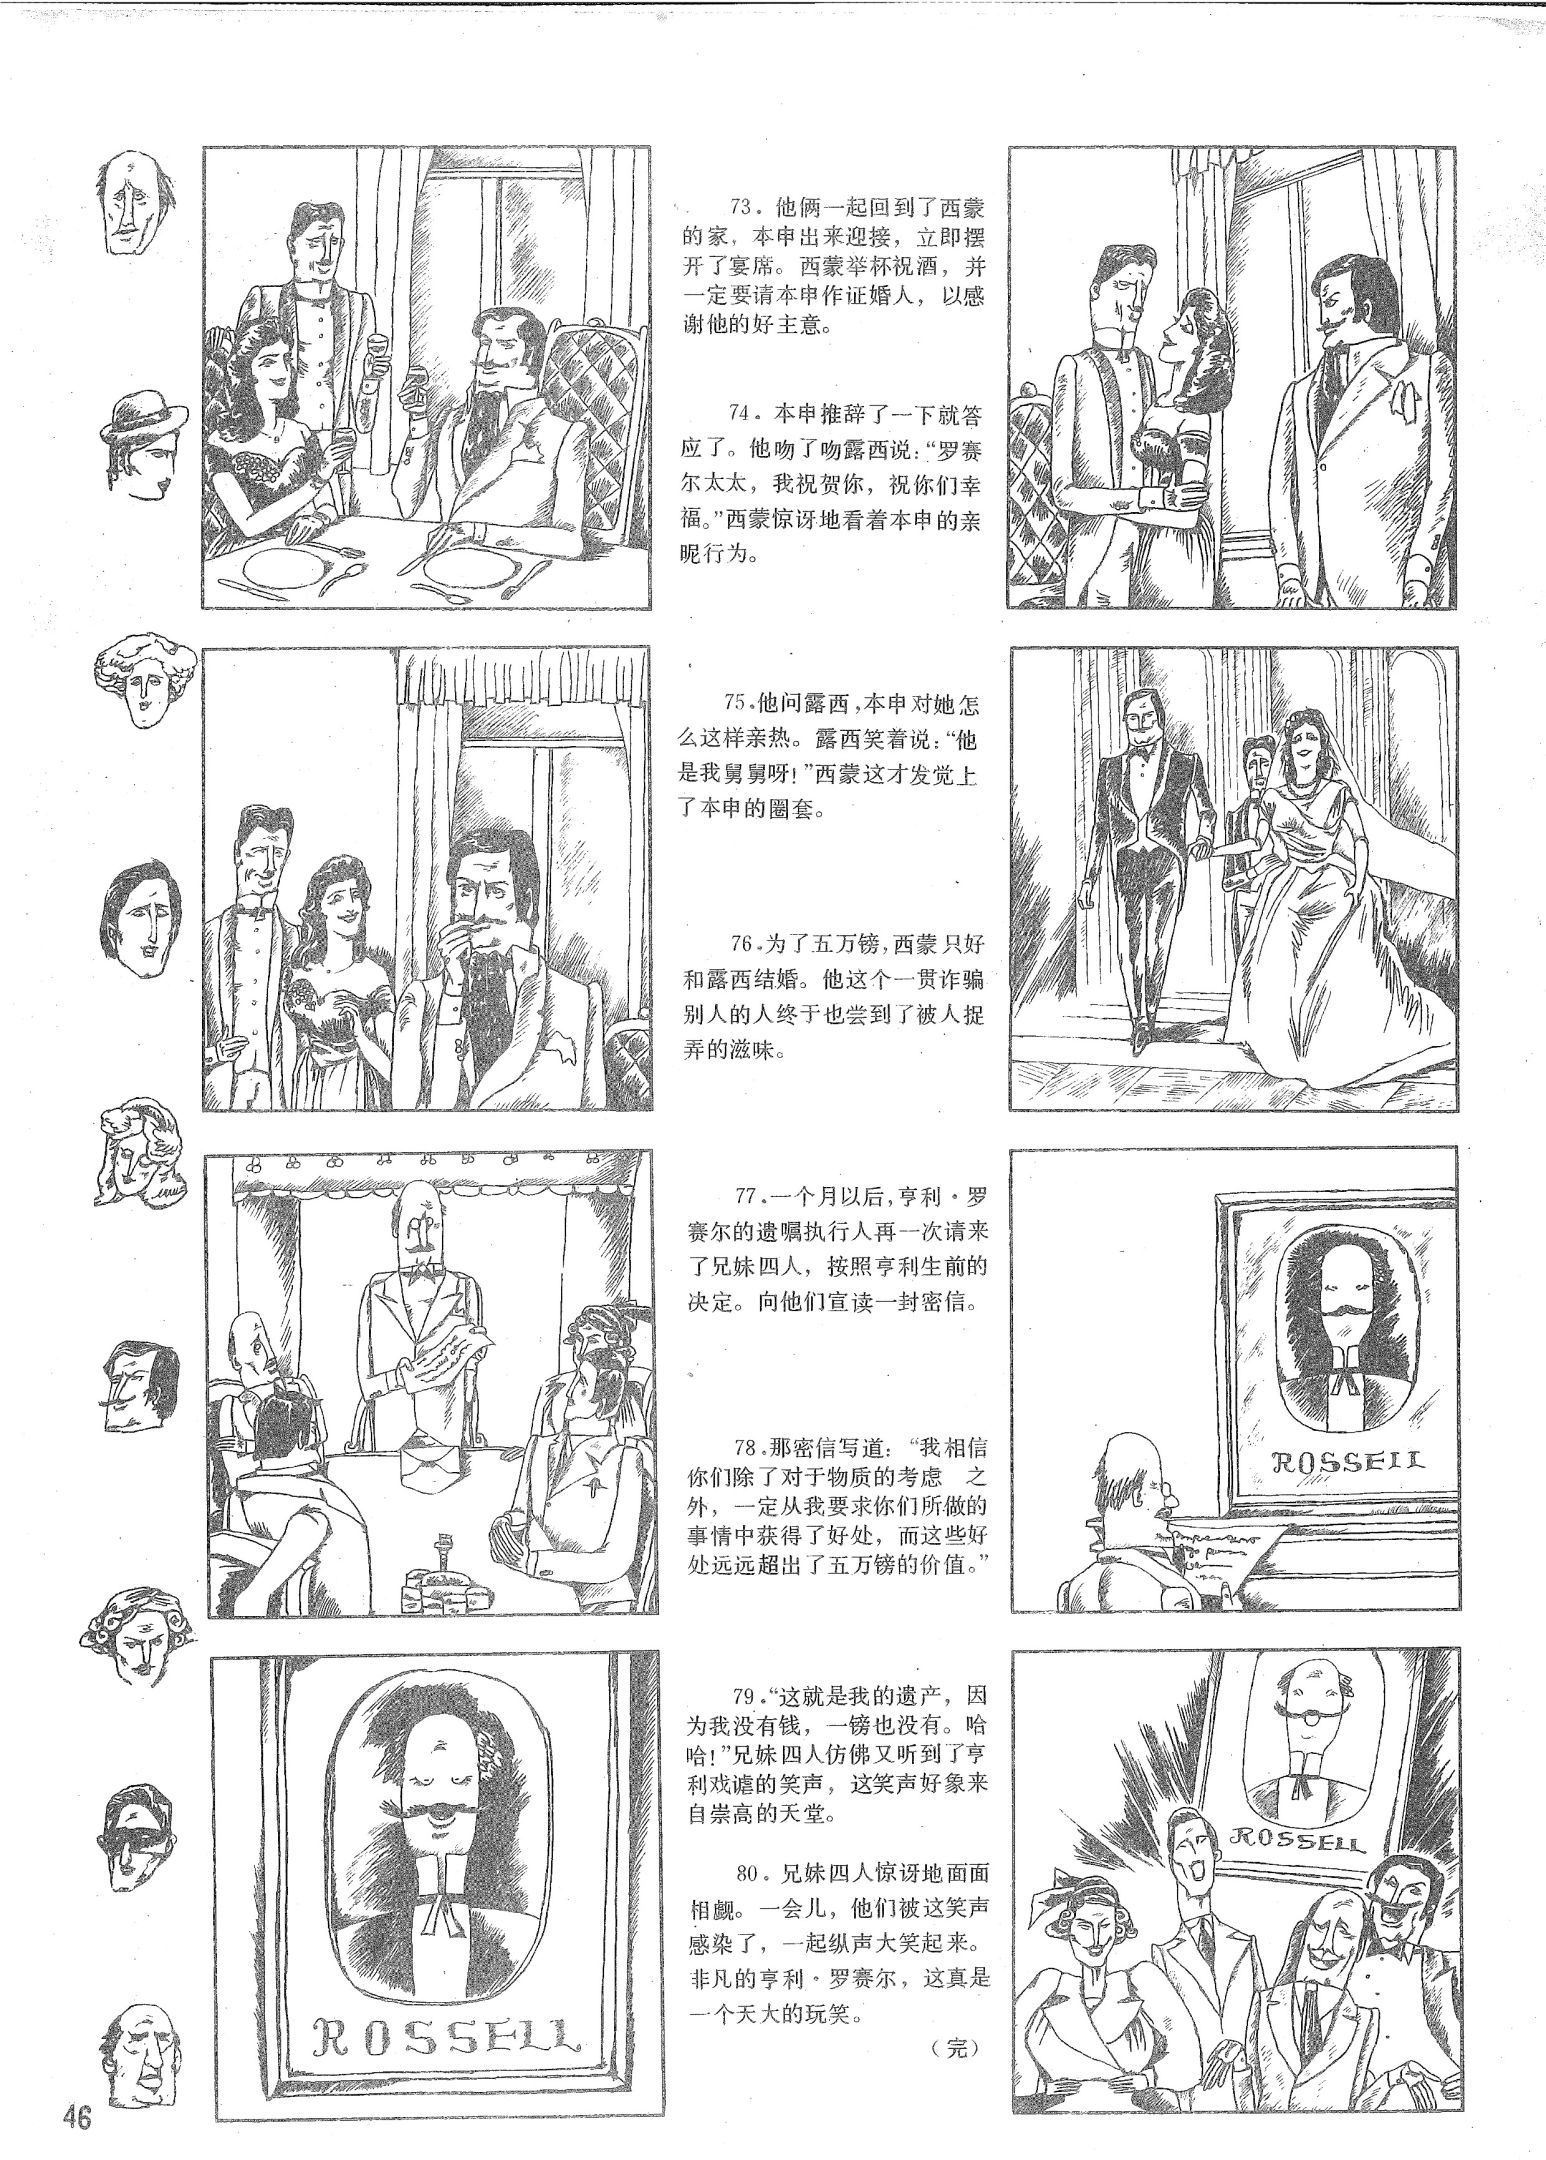 73. 他俩一起回到了西蒙
的家，本申出来迎接，立即摆
开了宴席。西蒙举杯祝酒，并
一定要请本申作证婚人，以感
谢他的好主意。
74. 本申推辞了一下就答
应了。他吻了吻露西说：“罗赛
尔太太，我祝贺你，祝你们幸
福。”西蒙惊讶地看着本申的亲
昵行为。
75.他问露西，本申对她怎
么这样亲热。露西笑着说：“他
是我舅舅呀！”西蒙这才发觉上
了本申的圈套。
76.为了五万镑，西蒙只好
和露西结婚。他这个一贯诈骗
别人的人终于也尝到了被人捉
弄的滋味。
77.一个月以后，亨利·罗
赛尔的遗嘱执行人再一次请来
了兄妹四人，按照亨利生前的
决定。向他们宣读一封密信。
ROSSELL
78.那密信写道：“我相信
你们除了对于物质的考虑　之
外，一定从我要求你们所做的
事情中获得了好处，而这些好
处远远超出了五万镑的价值。”
ROSSELL
79.“这就是我的遗产，因
为我没有钱，一镑也没有。哈
哈！”兄妹四人仿佛又听到了亨
利戏谑的笑声，这笑声好象来
自崇高的天堂。
ROSSELL
80. 兄妹四人惊讶地面面
相觑。一会儿，他们被这笑声
感染了，一起纵声大笑起来。
非凡的亨利·罗赛尔，这真是
一个天大的玩笑。
（完）
46